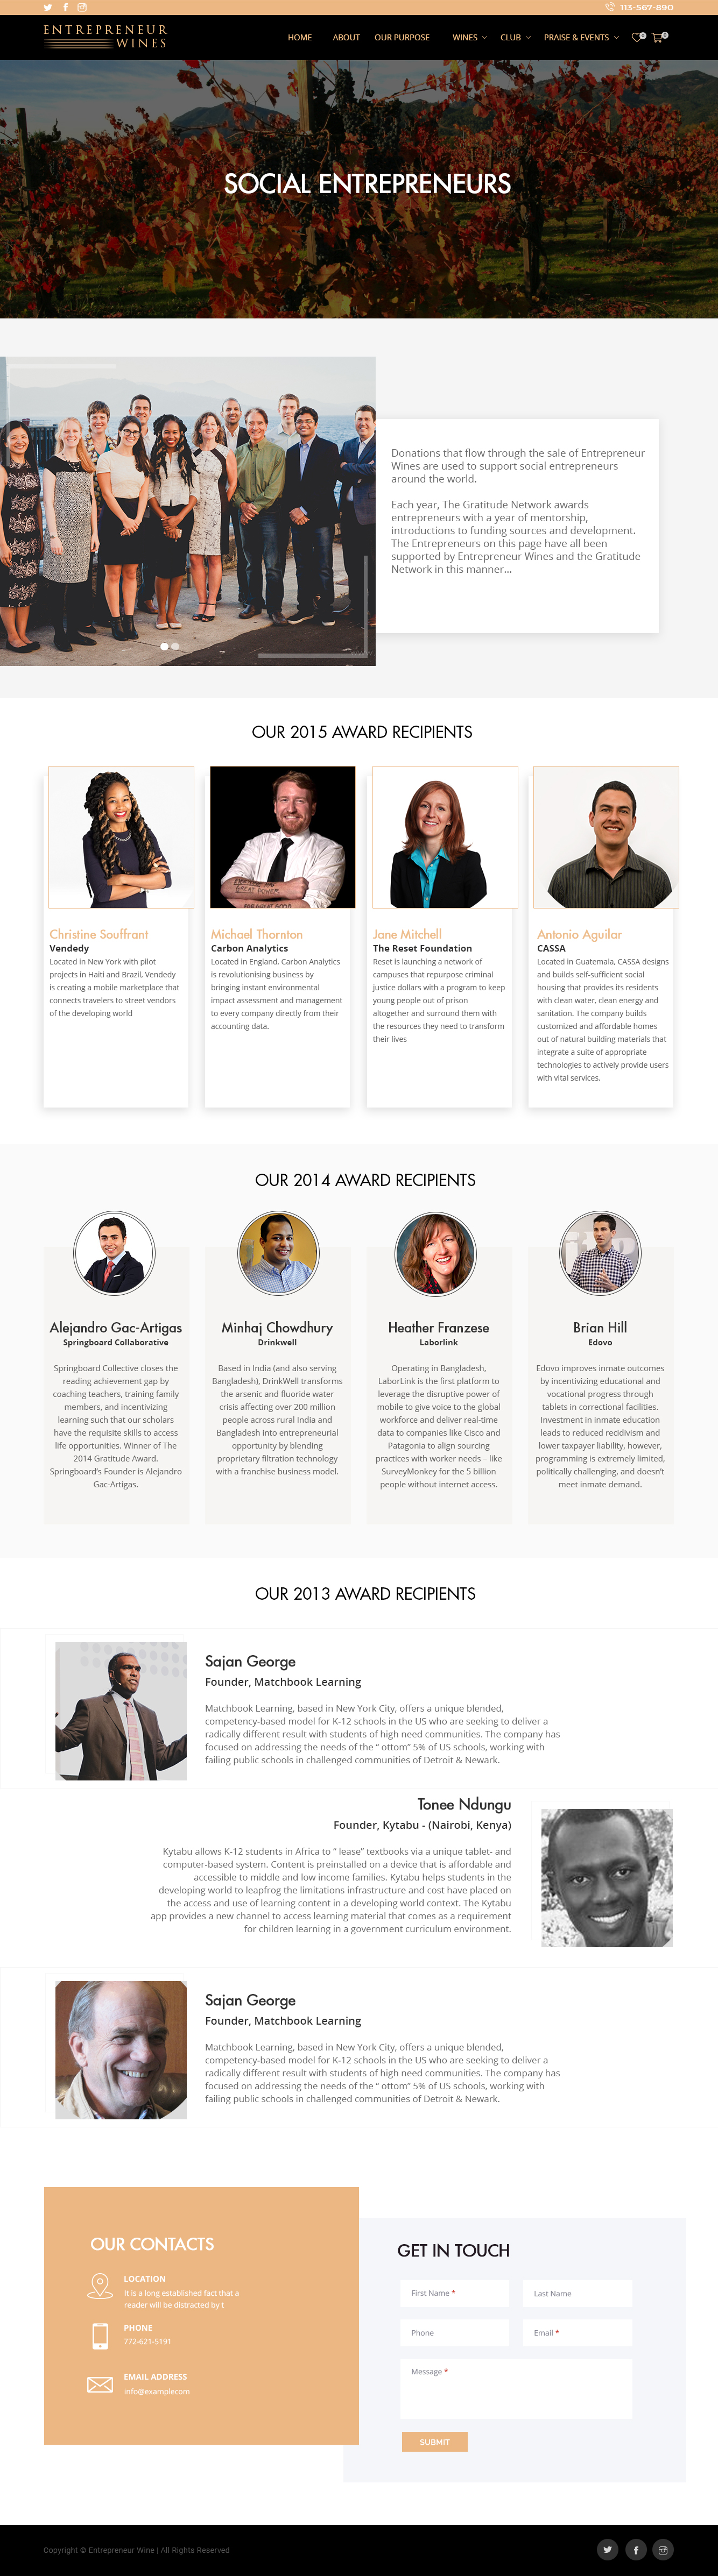 113-567-890
ENTREPRENEUR
WINES
HOME ABOUT OUR PURPOSE WINES CLUB PRAISE & EVENTS 0 0
SOCIAL ENTREPRENEURS
Donations that flow through the sale of Entrepreneur
Wines are used to support social entrepreneurs
around the world.
Each year, The Gratitude Network awards
entrepreneurs with a year of mentorship,
introductions to funding sources and development.
The Entrepreneurs on this page have all been
supported by Entrepreneur Wines and the Gratitude
Network in this manner...
OUR 2015 AWARD RECIPIENTS
Christine Souffrant
Vendedy
Located in New York with pilot
projects in Haiti and Brazil, Vendedy
is creating a mobile marketplace that
connects travelers to street vendors
of the developing world
Michael Thornton
Carbon Analytics
Located in England, Carbon Analytics
is revolutionising business by
bringing instant environmental
impact assessment and management
to every company directly from their
accounting data.
Jane Mitchell
The Reset Foundation
Reset is launching a network of
campuses that repurpose criminal
justice dollars with a program to keep
young people out of prison
altogether and surround them with
the resources they need to transform
their lives
Antonio Aguilar
CASSA
Located in Guatemala, CASSA designs
and builds self-sufficient social
housing that provides its residents
with clean water, clean energy and
sanitation. The company builds
customized and affordable homes
out of natural building materials that
integrate a suite of appropriate
technologies to actively provide users
with vital services.
OUR 2014 AWARD RECIPIENTS
Alejandro Gac-Artigas
Springboard Collaborative
Springboard Collective closes the
reading achievement gap by
coaching teachers, training family
members, and incentivizing
learning such that our scholars
have the requisite skills to access
life opportunities. Winner of The
2014 Gratitude Award.
Springboard's Founder is Alejandro
Gac-Artigas.
Minhaj Chowdhury
Drinkwell
Based in India (and also serving
Bangladesh), DrinkWell transforms
the arsenic and fluoride water
crisis affecting over 200 million
people across rural India and
Bangladesh into entrepreneurial
opportunity by blending
proprietary filtration technology
with a franchise business model.
Heather Franzese
Laborlink
Operating in Bangladesh,
LaborLink is the first platform to
leverage the disruptive power of
mobile to give voice to the global
workforce and deliver real-time
data to companies like Cisco and
Patagonia to align sourcing
practices with worker needs – like
SurveyMonkey for the 5 billion
people without internet access.
Brian Hill
Edovo
Edovo improves inmate outcomes
by incentivizing educational and
vocational progress through
tablets in correctional facilities.
Investment in inmate education
leads to reduced recidivism and
lower taxpayer liability, however,
programming is extremely limited,
politically challenging, and doesn't
meet inmate demand.
OUR 2013 AWARD RECIPIENTS
Sajan George
Founder, Matchbook Learning
Matchbook Learning, based in New York City, offers a unique blended,
competency-based model for K-12 schools in the US who are seeking to deliver a
radically different result with students of high need communities. The company has
focused on addressing the needs of the “ ottom” 5% of US schools, working with
failing public schools in challenged communities of Detroit & Newark.
Tonee Ndungu
Founder, Kytabu - (Nairobi, Kenya)
Kytabu allows K-12 students in Africa to “ lease” textbooks via a unique tablet- and
computer-based system. Content is preinstalled on a device that is affordable and
accessible to middle and low income families. Kytabu helps students in the
developing world to leapfrog the limitations infrastructure and cost have placed on
the access and use of learning content in a developing world context. The Kytabu
app provides a new channel to access learning material that comes as a requirement
for children learning in a government curriculum environment.
Sajan George
Founder, Matchbook Learning
Matchbook Learning, based in New York City, offers a unique blended,
competency-based model for K-12 schools in the US who are seeking to deliver a
radically different result with students of high need communities. The company has
focused on addressing the needs of the “ ottom” 5% of US schools, working with
failing public schools in challenged communities of Detroit & Newark.
OUR CONTACTS
LOCATION
It is a long established fact that a
reader will be distracted by t
PHONE
772-621-5191
EMAIL ADDRESS
info@examplecom
GET IN TOUCH
First Name * Last Name
Phone Email *
Message *
SUBMIT
Copyright © Entrepreneur Wine | All Rights Reserved